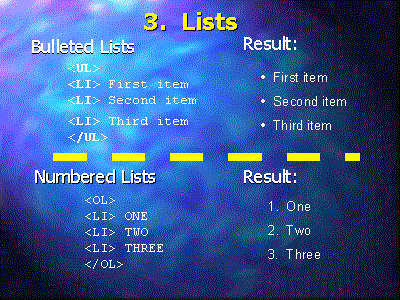 3. Lists
Bulleted Lists
<UL>
<LI> First item
<LI> Second item
<LI> Third item
</UL>
Result:
• First item
• Second item
• Third item
Numbered Lists
<OL>
<LI> ONE
<LI> TWO
<LI> THREE
</OL>
Result:
1. One
2. Two
3. Three